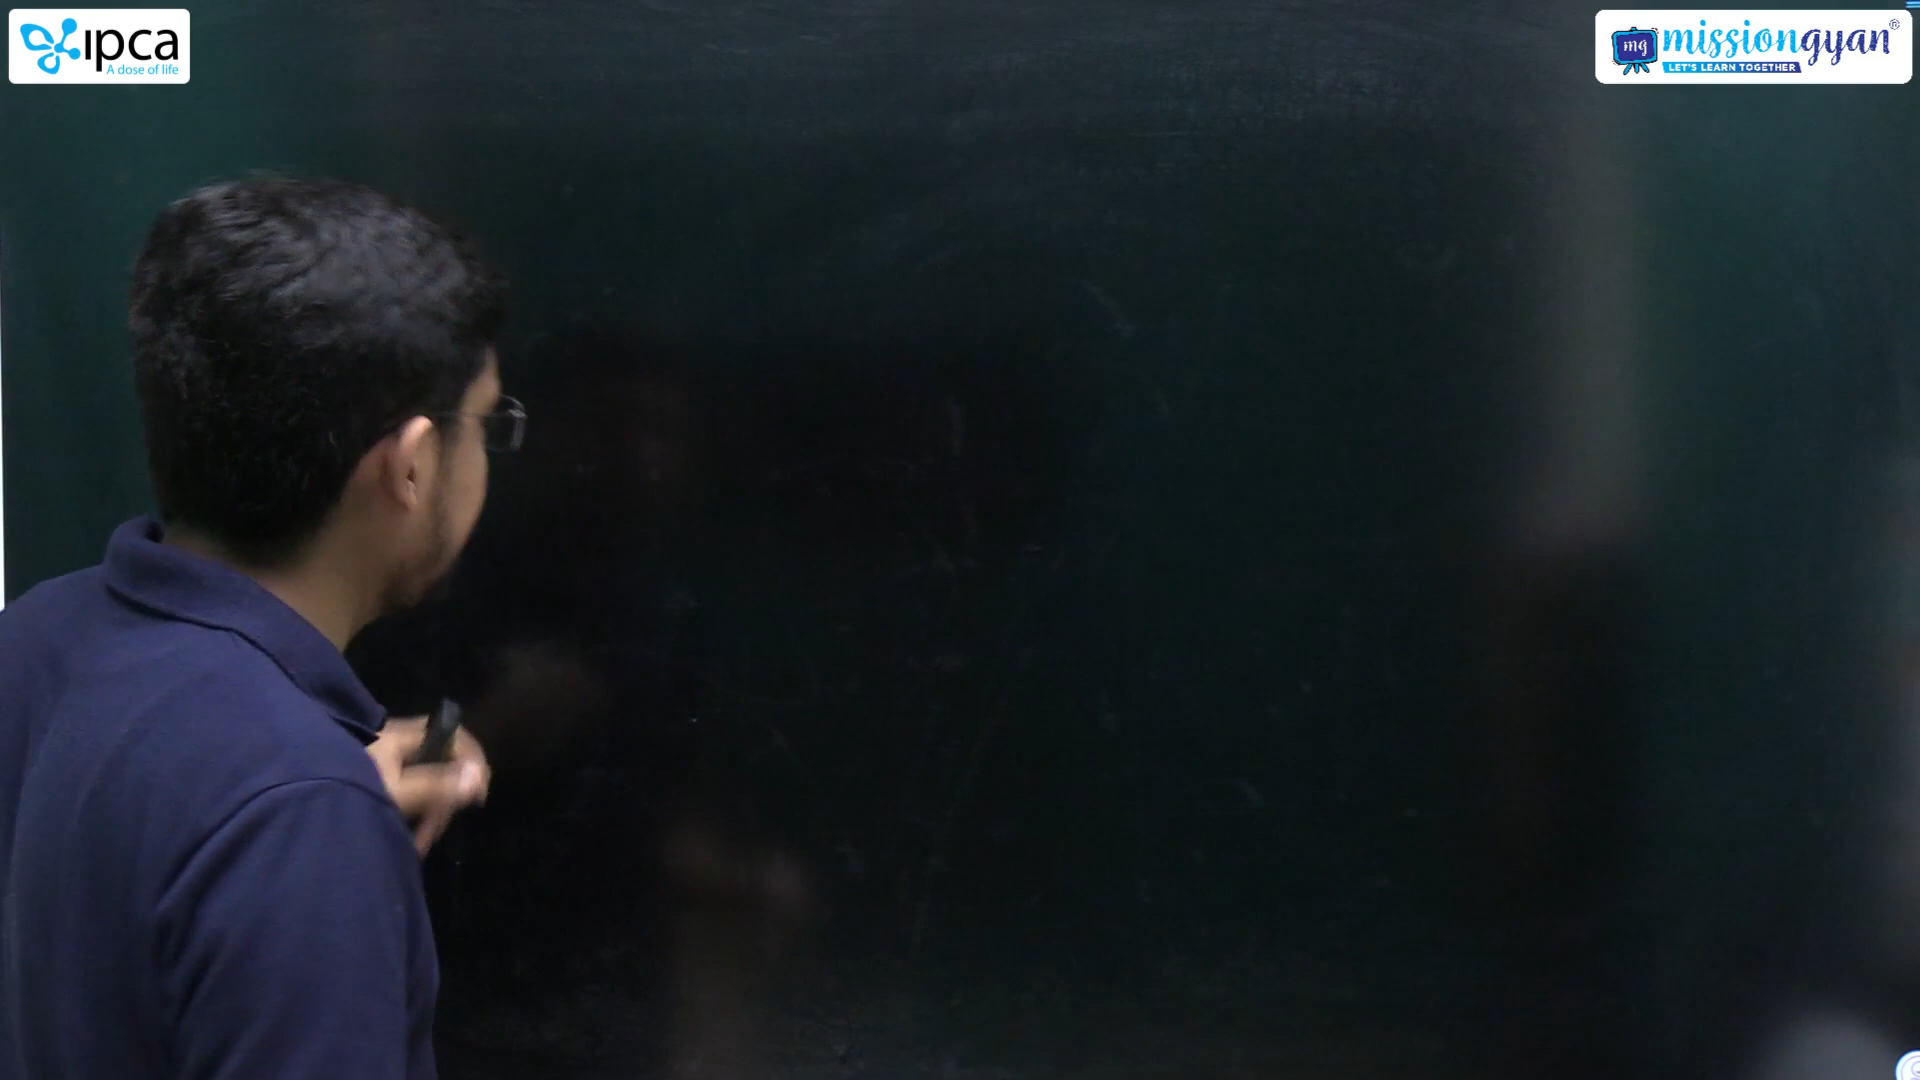 ipca
A dose of life
mg
missiongyan
LET'S LEARN TOGETHER